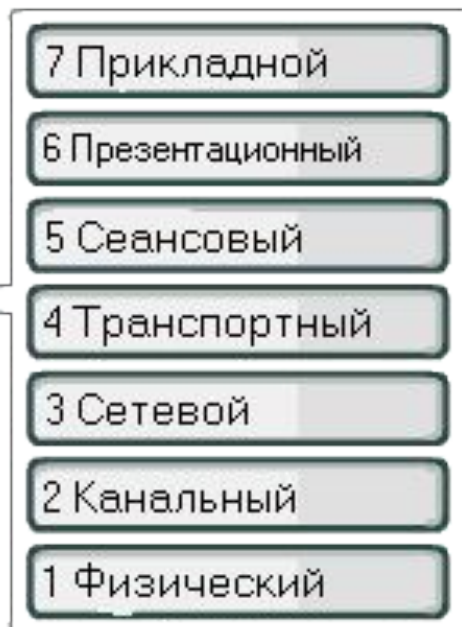 7 Прикладной
6 Презентационный
5 Сеансовый
4 Транспортный
3 Сетевой
2 Канальный
1 Физический